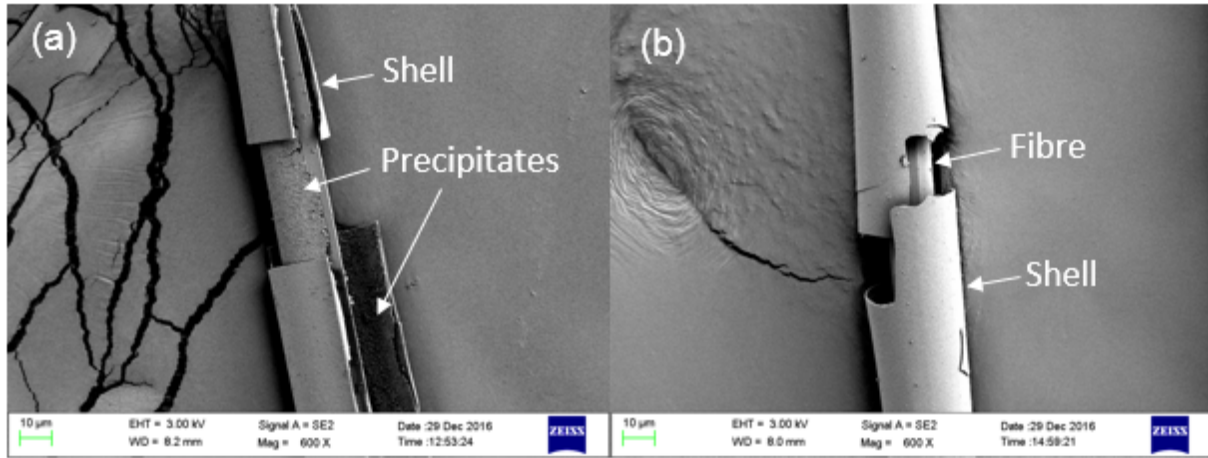 (a)
Shell
Precipitates
10 µm
EHT = 3.00 kV
Signal A = SE2
Date :29 Dec 2016
WD = 8.2 mm
Mag = 600 X
Time :12:53:24
ZEISS
(b)
Fibre
Shell
10 µm
EHT = 3.00 kV
Signal A = SE2
Date :29 Dec 2016
WD = 8.0 mm
Mag = 600 X
Time :14:59:21
ZEISS